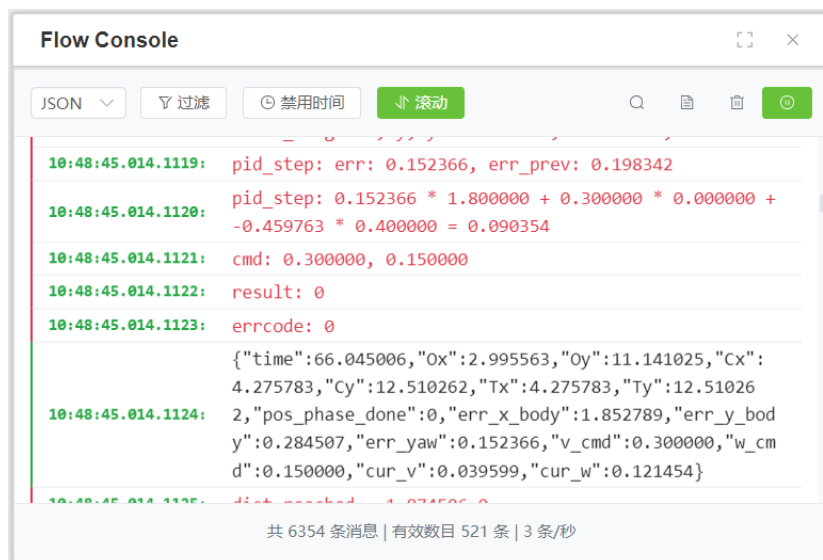 Flow Console
JSON 过滤 禁用时间 滚动
10:48:45.014.1119: pid_step: err: 0.152366, err_prev: 0.198342
10:48:45.014.1120: pid_step: 0.152366 * 1.800000 + 0.300000 * 0.000000 +
-0.459763 * 0.400000 = 0.090354
10:48:45.014.1121: cmd: 0.300000, 0.150000
10:48:45.014.1122: result: 0
10:48:45.014.1123: errcode: 0
{"time":66.045006,"Ox":2.995563,"Oy":11.141025,"Cx":
4.275783,"Cy":12.510262,"Tx":4.275783,"Ty":12.51026
10:48:45.014.1124: 2,"pos_phase_done":0,"err_x_body":1.852789,"err_y_bod
y":0.284507,"err_yaw":0.152366,"v_cmd":0.300000,"w_cm
d":0.150000,"cur_v":0.039599,"cur_w":0.121454}
10:48:45.014.1125:
共 6354 条消息 | 有效数目 521 条 | 3 条/秒